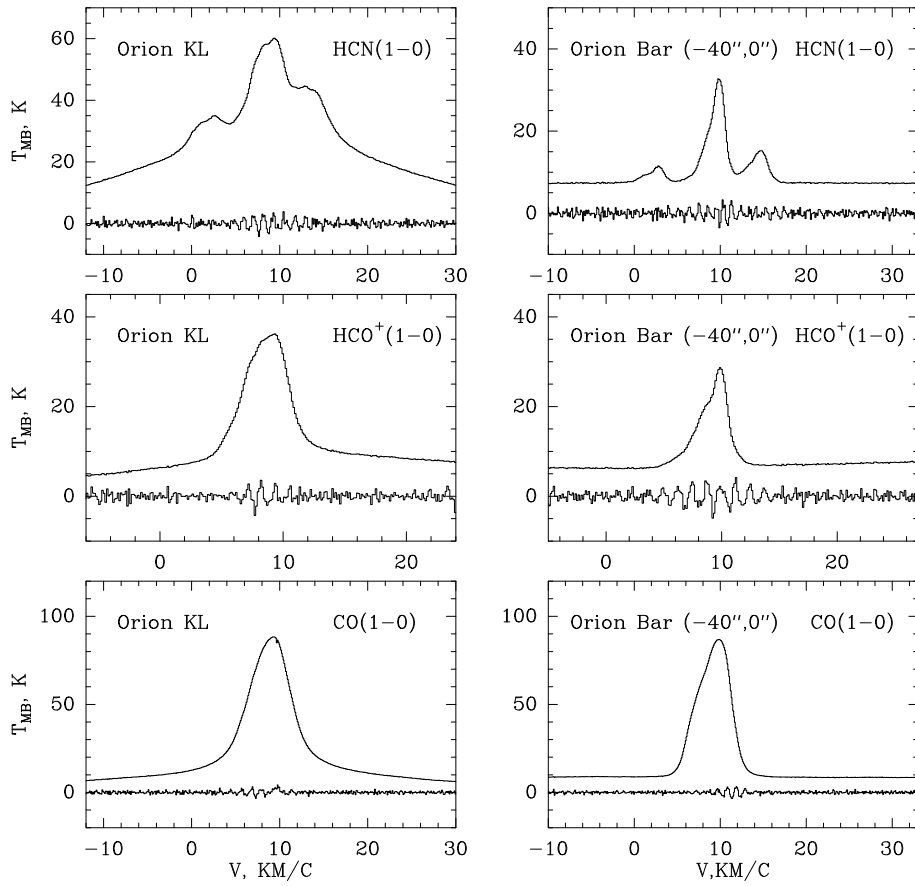 Orion KL HCN(1−0)
T_MB, K
60
40
20
0
−10 0 10 20 30
Orion Bar (−40″,0″) HCN(1−0)
40
20
0
−10 0 10 20 30
Orion KL HCO⁺(1−0)
T_MB, K
40
20
0
0 10 20
Orion Bar (−40″,0″) HCO⁺(1−0)
40
20
0
0 10 20
Orion KL CO(1−0)
T_MB, K
100
50
0
−10 0 10 20 30
V, KM/C
Orion Bar (−40″,0″) CO(1−0)
100
50
0
−10 0 10 20 30
V,KM/C